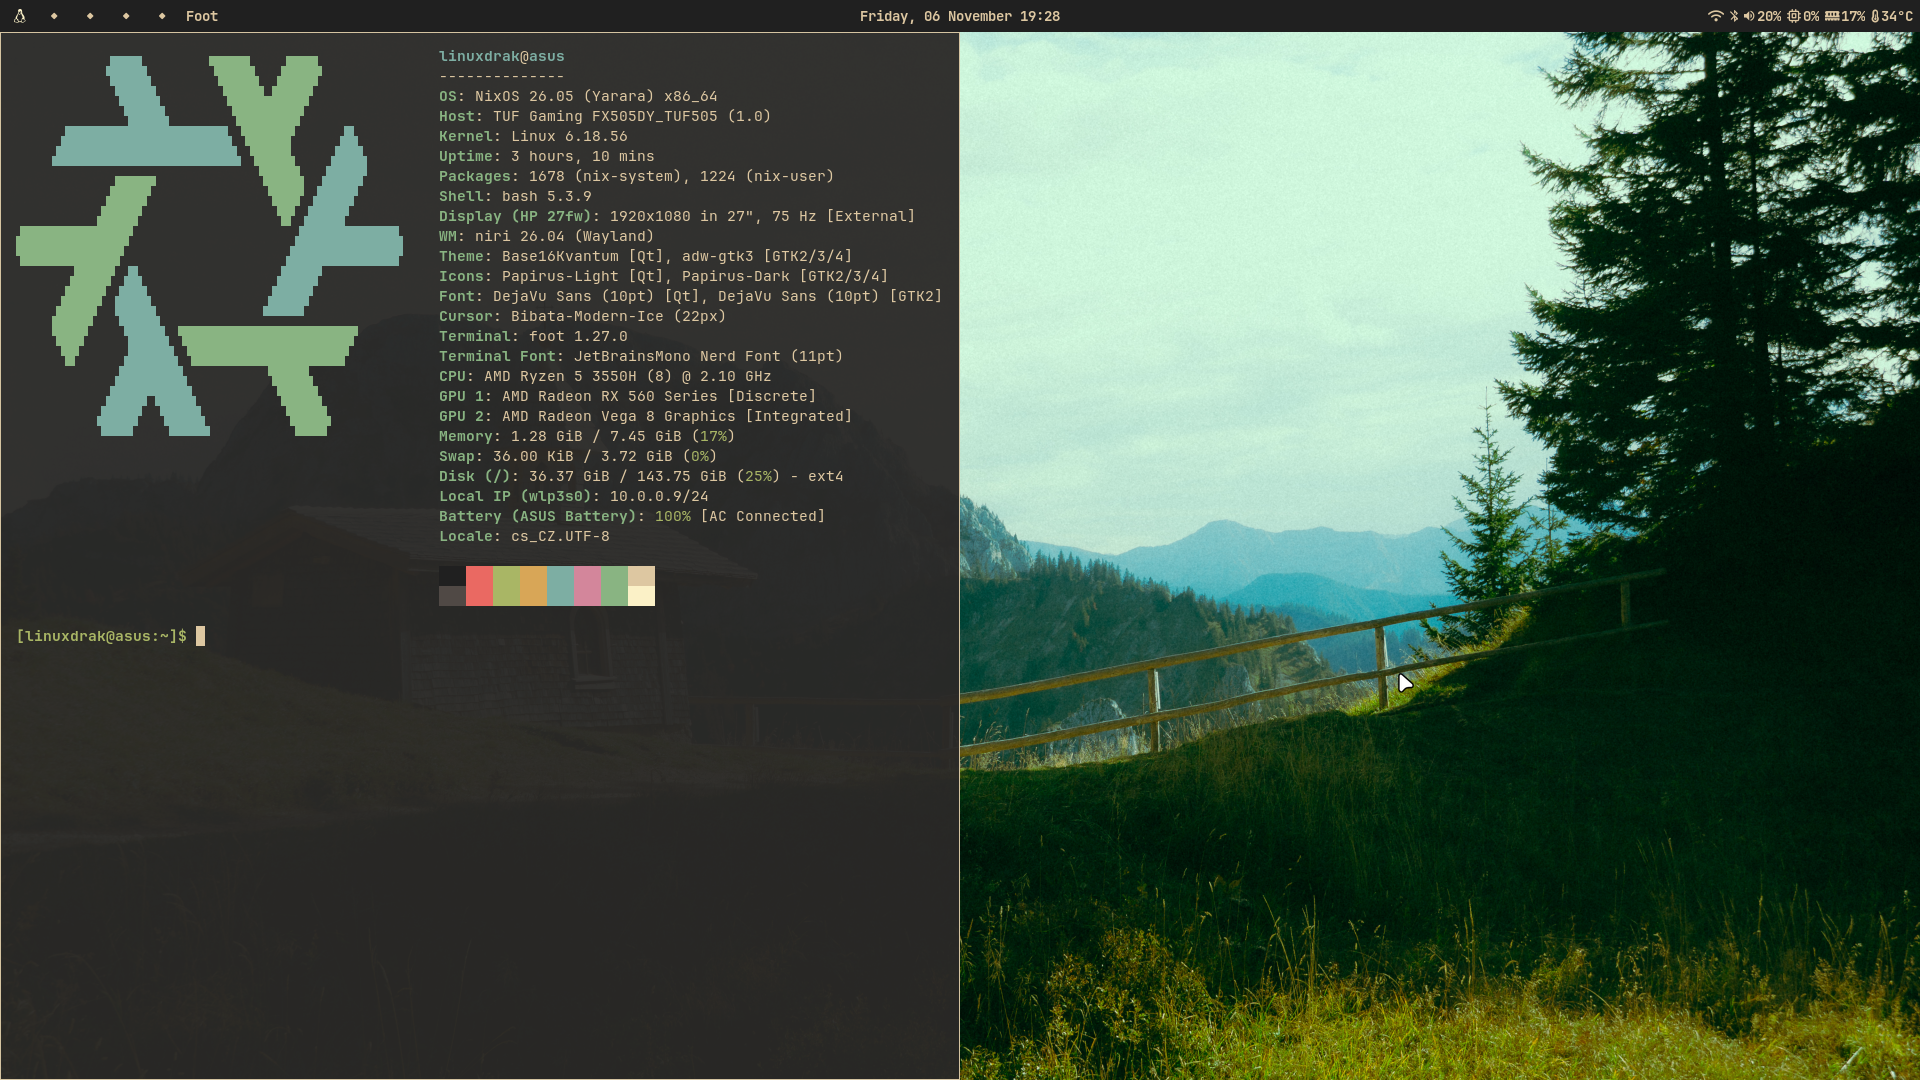 Foot
Friday, 06 November 19:28
20% 0% 17% 34°C
linuxdrak@asus
--------------
OS: NixOS 26.05 (Yarara) x86_64
Host: TUF Gaming FX505DY_TUF505 (1.0)
Kernel: Linux 6.18.56
Uptime: 3 hours, 10 mins
Packages: 1678 (nix-system), 1224 (nix-user)
Shell: bash 5.3.9
Display (HP 27fw): 1920x1080 in 27", 75 Hz [External]
WM: niri 26.04 (Wayland)
Theme: Base16Kvantum [Qt], adw-gtk3 [GTK2/3/4]
Icons: Papirus-Light [Qt], Papirus-Dark [GTK2/3/4]
Font: DejaVu Sans (10pt) [Qt], DejaVu Sans (10pt) [GTK2]
Cursor: Bibata-Modern-Ice (22px)
Terminal: foot 1.27.0
Terminal Font: JetBrainsMono Nerd Font (11pt)
CPU: AMD Ryzen 5 3550H (8) @ 2.10 GHz
GPU 1: AMD Radeon RX 560 Series [Discrete]
GPU 2: AMD Radeon Vega 8 Graphics [Integrated]
Memory: 1.28 GiB / 7.45 GiB (17%)
Swap: 36.00 KiB / 3.72 GiB (0%)
Disk (/): 36.37 GiB / 143.75 GiB (25%) - ext4
Local IP (wlp3s0): 10.0.0.9/24
Battery (ASUS Battery): 100% [AC Connected]
Locale: cs_CZ.UTF-8
[linuxdrak@asus:~]$